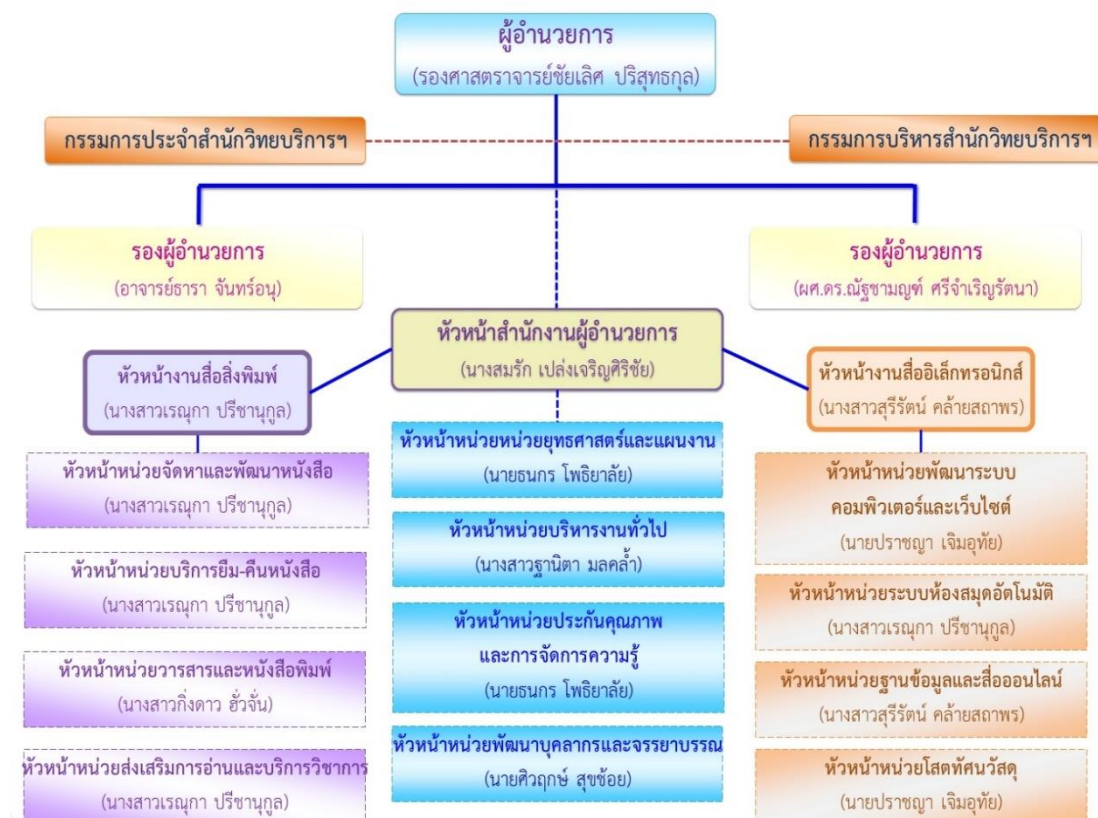 ผู้อำนวยการ
(รองศาสตราจารย์ชัยเลิศ ปริสุทธกุล)
กรรมการประจำสำนักวิทยบริการฯ
กรรมการบริหารสำนักวิทยบริการฯ
รองผู้อำนวยการ
(อาจารย์ธารา จันทร์อนุ)
รองผู้อำนวยการ
(ผศ.ดร.ณัฐชามญฑ์ ศรีจำเริญรัตนา)
หัวหน้าสำนักงานผู้อำนวยการ
(นางสมรัก เปล่งเจริญศิริชัย)
หัวหน้างานสื่อสิ่งพิมพ์
(นางสาวเรณุกา ปรีชานุกูล)
หัวหน้างานสื่ออิเล็กทรอนิกส์
(นางสาวสุรีรัตน์ คล้ายสถาพร)
หัวหน้าหน่วยจัดหาและพัฒนาหนังสือ
(นางสาวเรณุกา ปรีชานุกูล)
หัวหน้าหน่วยบริการยืม-คืนหนังสือ
(นางสาวเรณุกา ปรีชานุกูล)
หัวหน้าหน่วยวารสารและหนังสือพิมพ์
(นางสาวกิ่งดาว ฮั่วจั่น)
หัวหน้าหน่วยส่งเสริมการอ่านและบริการวิชาการ
(นางสาวเรณุกา ปรีชานุกูล)
หัวหน้าหน่วยหน่วยยุทธศาสตร์และแผนงาน
(นายธนกร โพธิยาลัย)
หัวหน้าหน่วยบริหารงานทั่วไป
(นางสาวฐานิตา มลคล้ำ)
หัวหน้าหน่วยประกันคุณภาพ
และการจัดการความรู้
(นายธนกร โพธิยาลัย)
หัวหน้าหน่วยพัฒนาบุคลากรและจรรยาบรรณ
(นายศิวฤกษ์ สุขช้อย)
หัวหน้าหน่วยพัฒนาระบบ
คอมพิวเตอร์และเว็บไซต์
(นายปราชญา เจิมอุทัย)
หัวหน้าหน่วยระบบห้องสมุดอัตโนมัติ
(นางสาวเรณุกา ปรีชานุกูล)
หัวหน้าหน่วยฐานข้อมูลและสื่อออนไลน์
(นางสาวสุรีรัตน์ คล้ายสถาพร)
หัวหน้าหน่วยโสตทัศนวัสดุ
(นายปราชญา เจิมอุทัย)